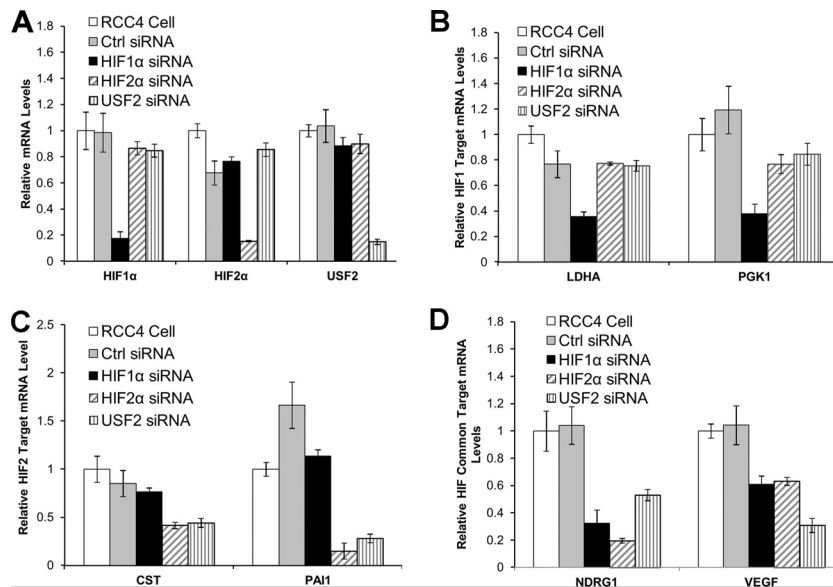 A
RCC4 Cell
Ctrl siRNA
HIF1α siRNA
HIF2α siRNA
USF2 siRNA
Relative mRNA Levels
1.8
1.6
1.4
1.2
1
0.8
0.6
0.4
0.2
0
HIF1α HIF2α USF2
B
RCC4 Cell
Ctrl siRNA
HIF1α siRNA
HIF2α siRNA
USF2 siRNA
Relative HIF1 Target mRNA Levels
1.8
1.6
1.4
1.2
1
0.8
0.6
0.4
0.2
0
LDHA PGK1
C
RCC4 Cell
Ctrl siRNA
HIF1α siRNA
HIF2α siRNA
USF2 siRNA
Relative HIF2 Target mRNA Level
2.5
2
1.5
1
0.5
0
CST PAI1
D
RCC4 Cell
Ctrl siRNA
HIF1α siRNA
HIF2α siRNA
USF2 siRNA
Relative HIF Common Target mRNA
Levels
1.8
1.6
1.4
1.2
1
0.8
0.6
0.4
0.2
0
NDRG1 VEGF